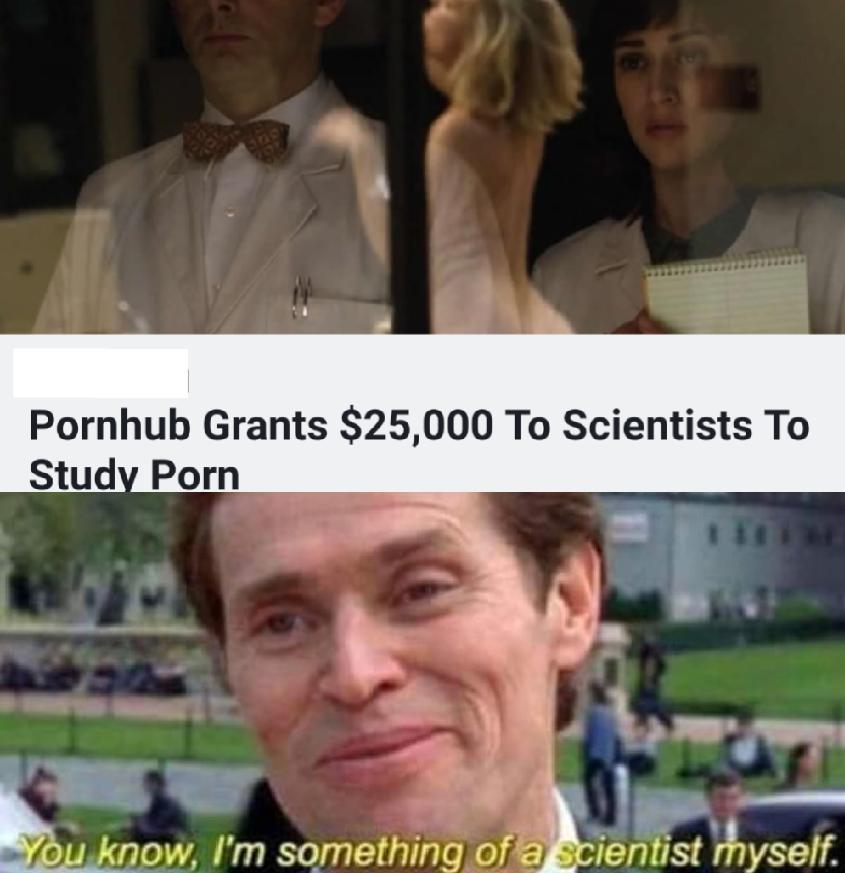 Pornhub Grants $25,000 To Scientists To
Study Porn
You know, I'm something of a scientist myself.